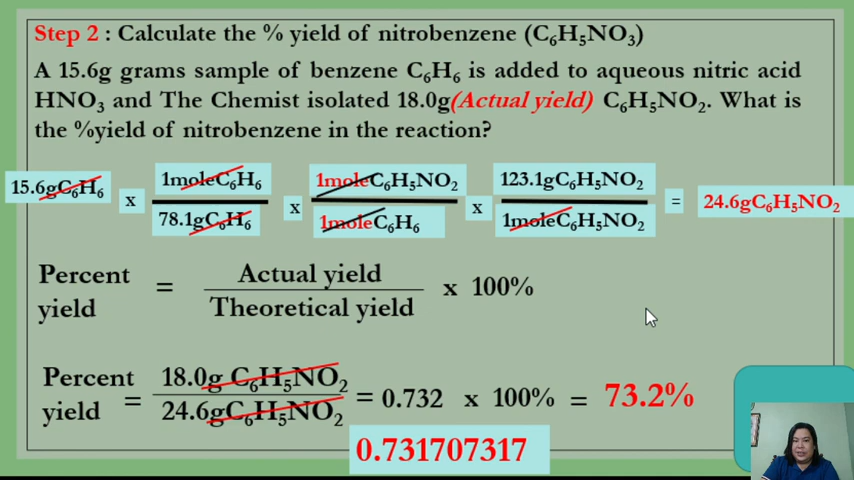 Step 2 : Calculate the % yield of nitrobenzene (C₆H₅NO₃)
A 15.6g grams sample of benzene C₆H₆ is added to aqueous nitric acid
HNO₃ and The Chemist isolated 18.0g(Actual yield) C₆H₅NO₂. What is
the %yield of nitrobenzene in the reaction?
15.6gC₆H₆ x 1moleC₆H₆ x 1moleC₆H₅NO₂ x 123.1gC₆H₅NO₂ = 24.6gC₆H₅NO₂
78.1gC₆H₆ 1moleC₆H₆ 1moleC₆H₅NO₂
Percent yield = Actual yield x 100%
Theoretical yield
Percent yield = 18.0g C₆H₅NO₂ = 0.732 x 100% = 73.2%
24.6gC₆H₅NO₂
0.731707317